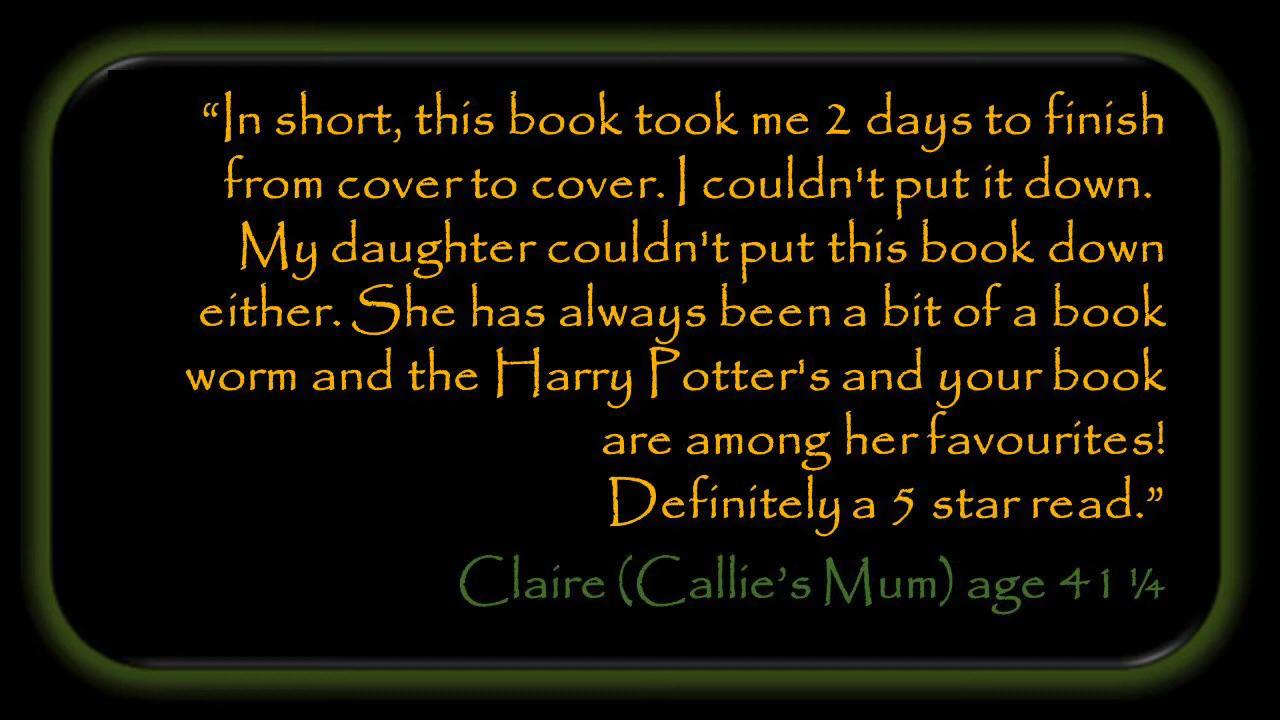 “In short, this book took me 2 days to finish
from cover to cover. I couldn't put it down.
My daughter couldn't put this book down
either. She has always been a bit of a book
worm and the Harry Potter's and your book
are among her favourites!
Definitely a 5 star read.”
Claire (Callie’s Mum) age 41 ¼